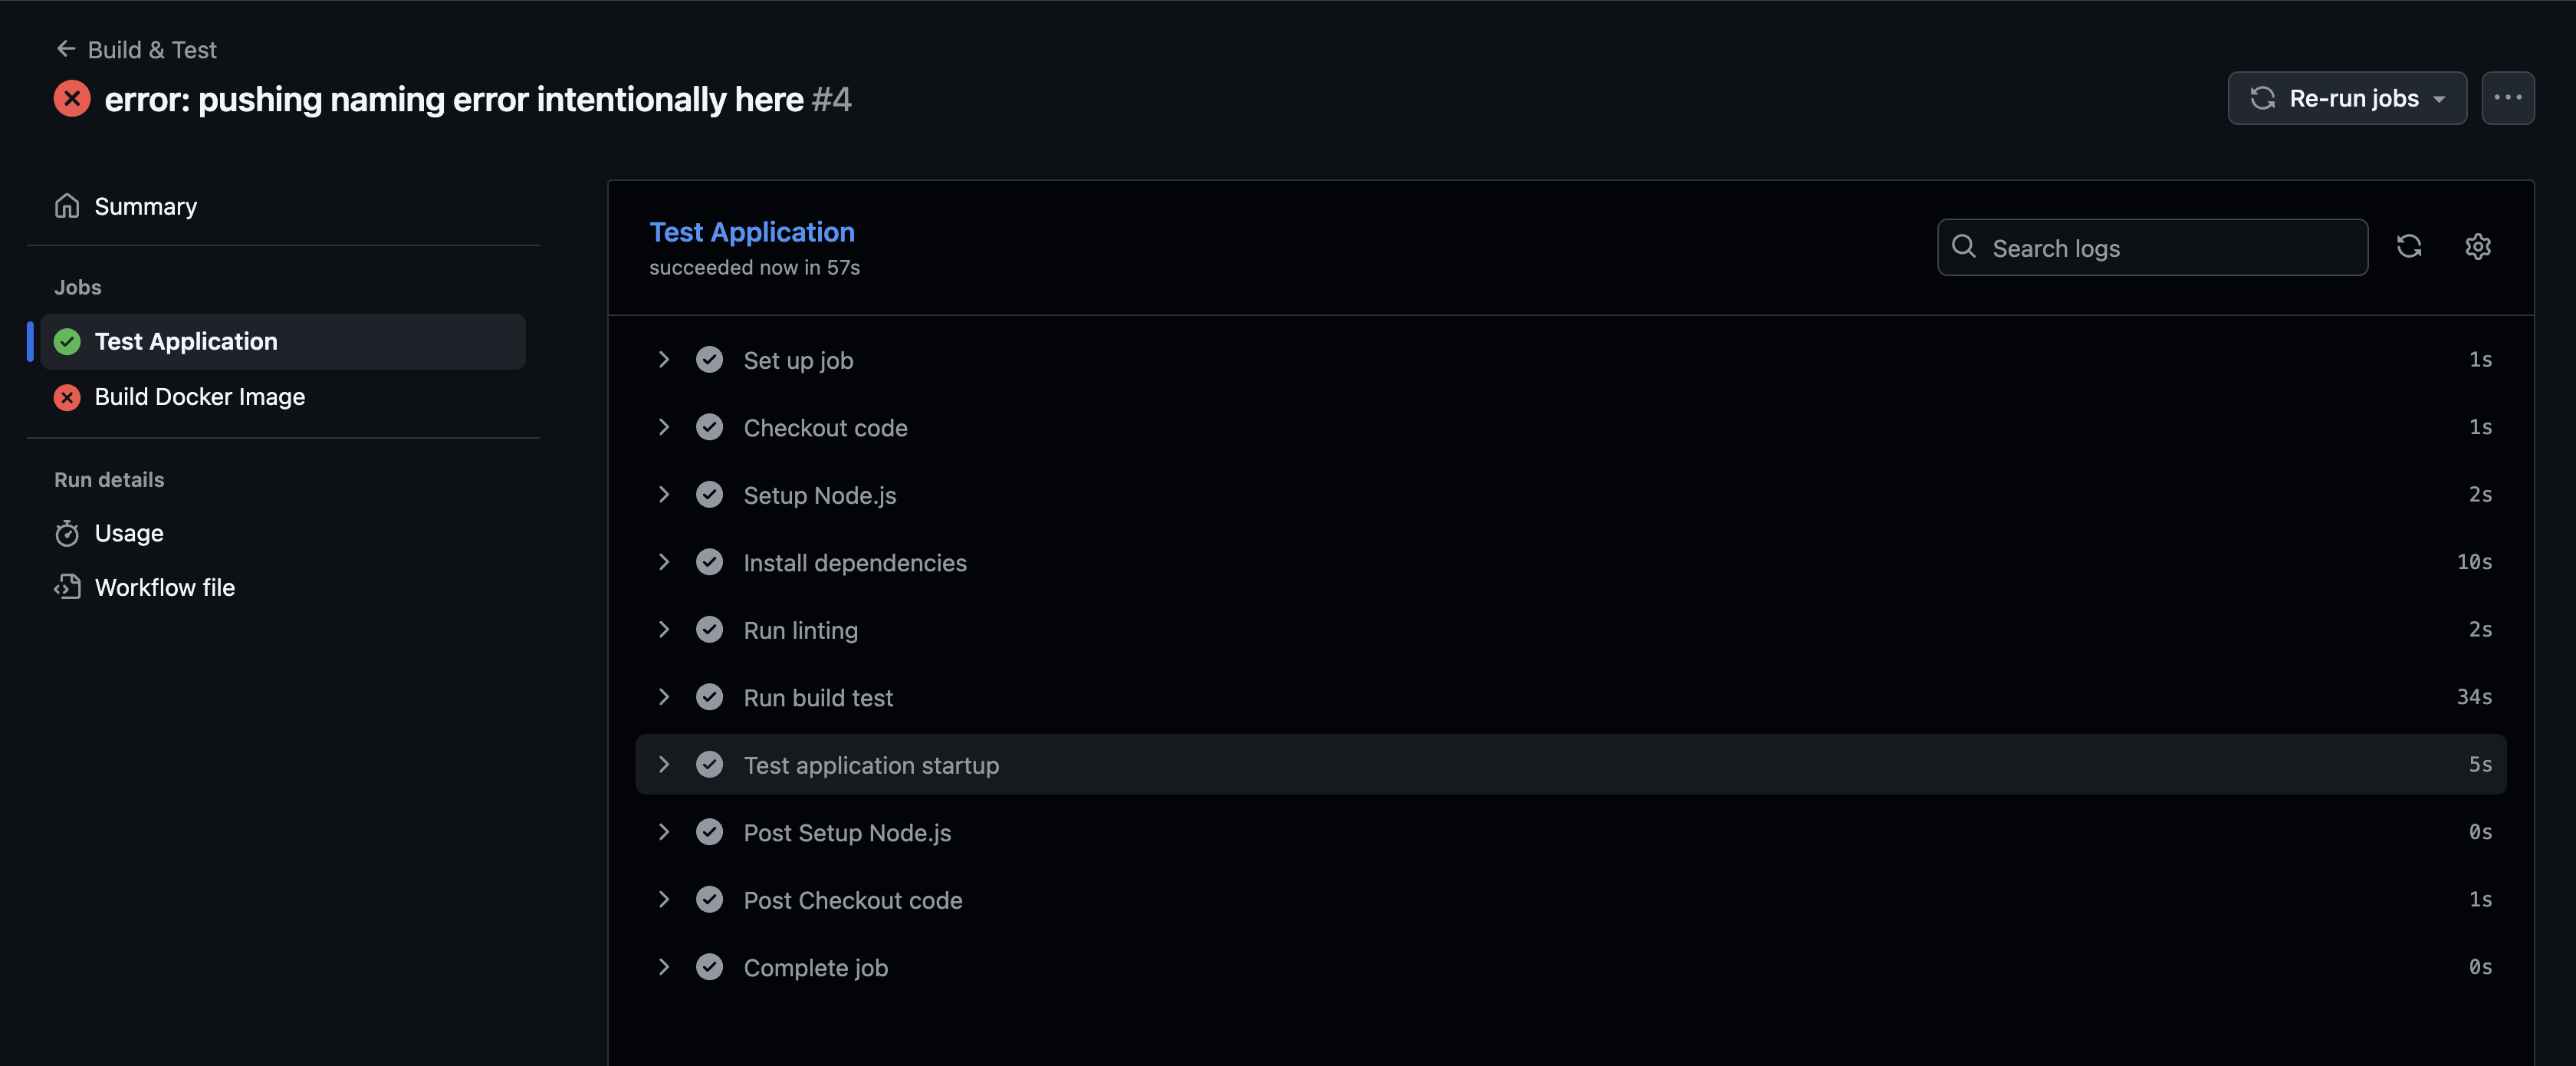 Build & Test
error: pushing naming error intentionally here #4
Re-run jobs
Summary
Jobs
Test Application
Build Docker Image
Run details
Usage
Workflow file
Test Application
succeeded now in 57s
Search logs
Set up job 1s
Checkout code 1s
Setup Node.js 2s
Install dependencies 10s
Run linting 2s
Run build test 34s
Test application startup 5s
Post Setup Node.js 0s
Post Checkout code 1s
Complete job 0s